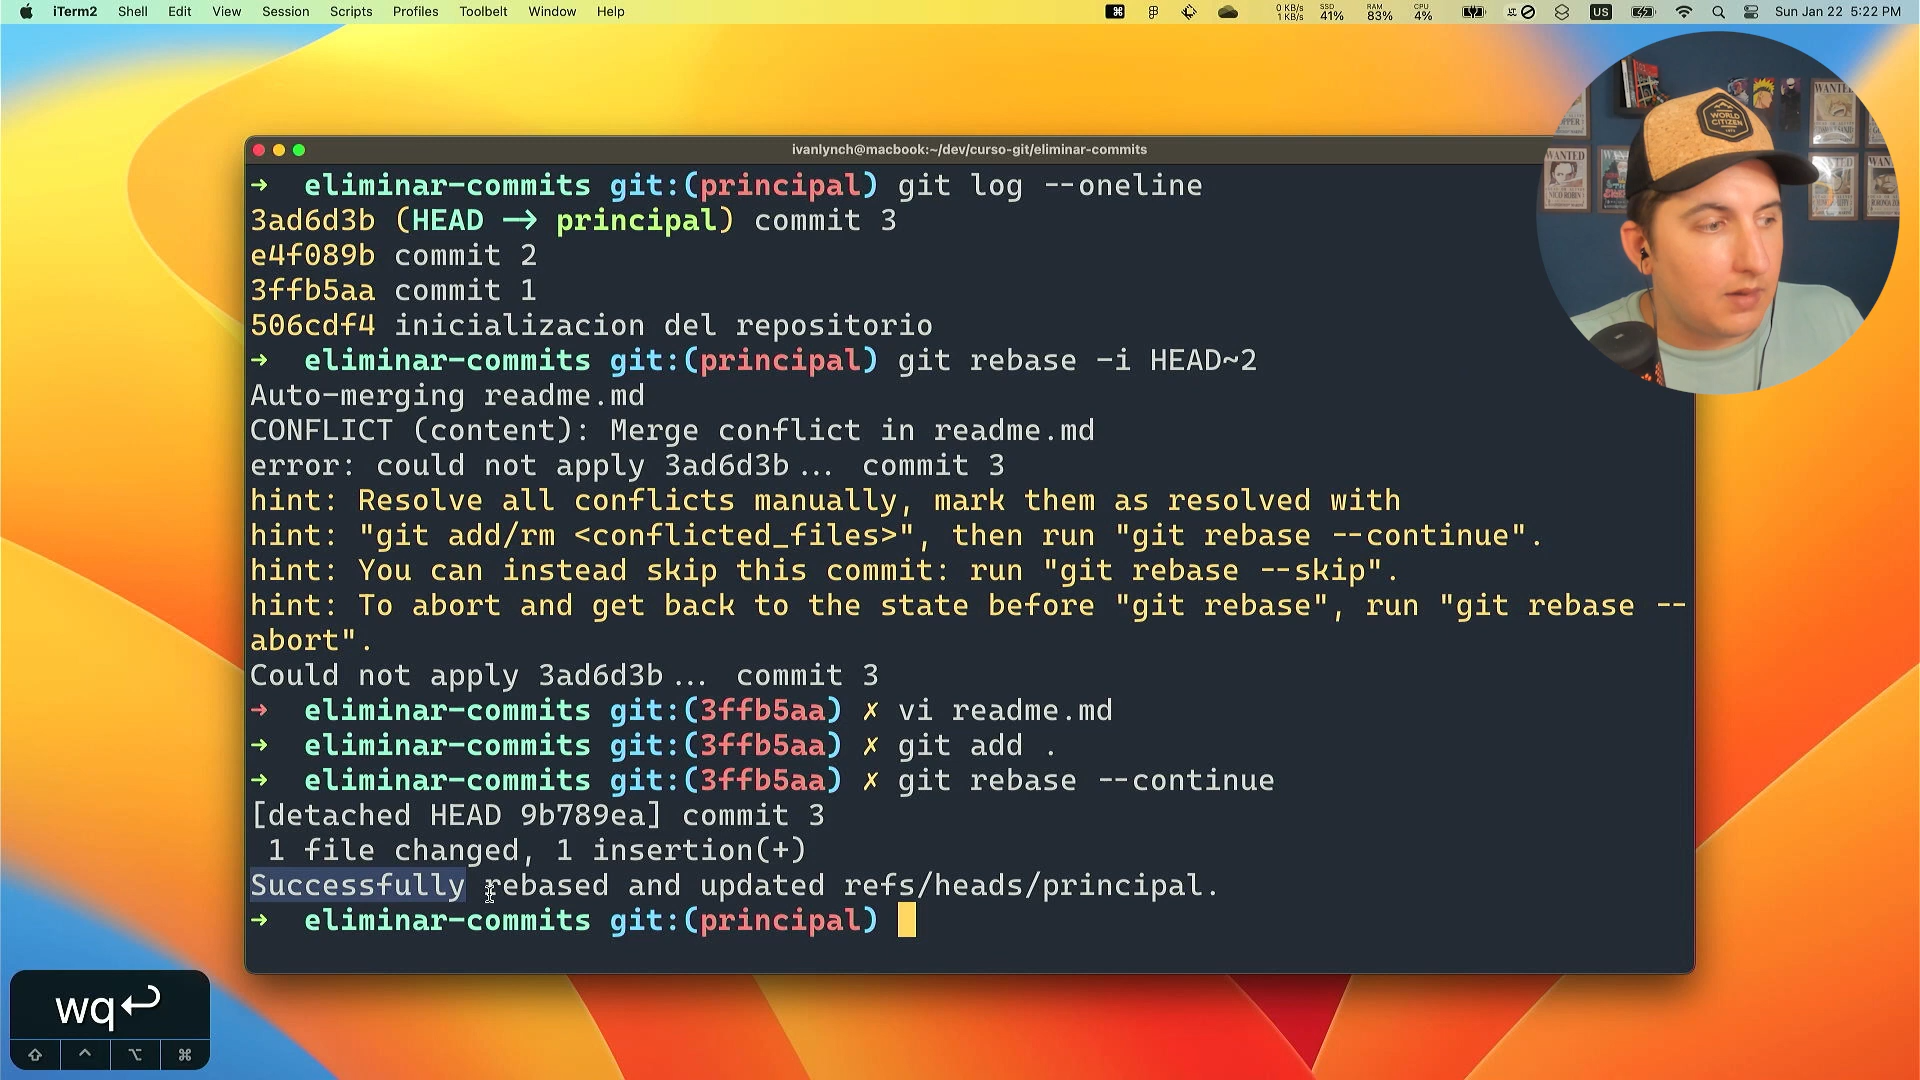 iTerm2 Shell Edit View Session Scripts Profiles Toolbelt Window Help
0 KB/s 1 KB/s SSD 41% RAM 83% CPU 4% US Sun Jan 22 5:22 PM
WORLD CITIZEN
WANTED
WANTED
NICO ROBIN
ivanlynch@macbook:~/dev/curso-git/eliminar-commits
→ eliminar-commits git:(principal) git log --oneline
3ad6d3b (HEAD → principal) commit 3
e4f089b commit 2
3ffb5aa commit 1
506cdf4 inicializacion del repositorio
→ eliminar-commits git:(principal) git rebase -i HEAD~2
Auto-merging readme.md
CONFLICT (content): Merge conflict in readme.md
error: could not apply 3ad6d3b... commit 3
hint: Resolve all conflicts manually, mark them as resolved with
hint: "git add/rm <conflicted_files>", then run "git rebase --continue".
hint: You can instead skip this commit: run "git rebase --skip".
hint: To abort and get back to the state before "git rebase", run "git rebase --
abort".
Could not apply 3ad6d3b... commit 3
→ eliminar-commits git:(3ffb5aa) ✗ vi readme.md
→ eliminar-commits git:(3ffb5aa) ✗ git add .
→ eliminar-commits git:(3ffb5aa) ✗ git rebase --continue
[detached HEAD 9b789ea] commit 3
1 file changed, 1 insertion(+)
Successfully rebased and updated refs/heads/principal.
→ eliminar-commits git:(principal)
wq↩